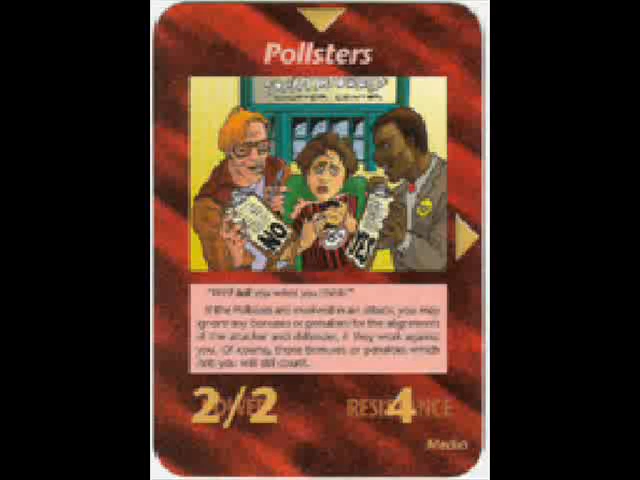 Pollsters
NO
YES
"We'll tell you what you think!"
If the Pollsters are involved in an attack, you may
ignore any bonuses or penalties for the alignments
of the attacker and defender, if they work against
you. Of course, those bonuses or penalties which
help you will still count.
POWER
2/2
RESISTANCE
4
Media